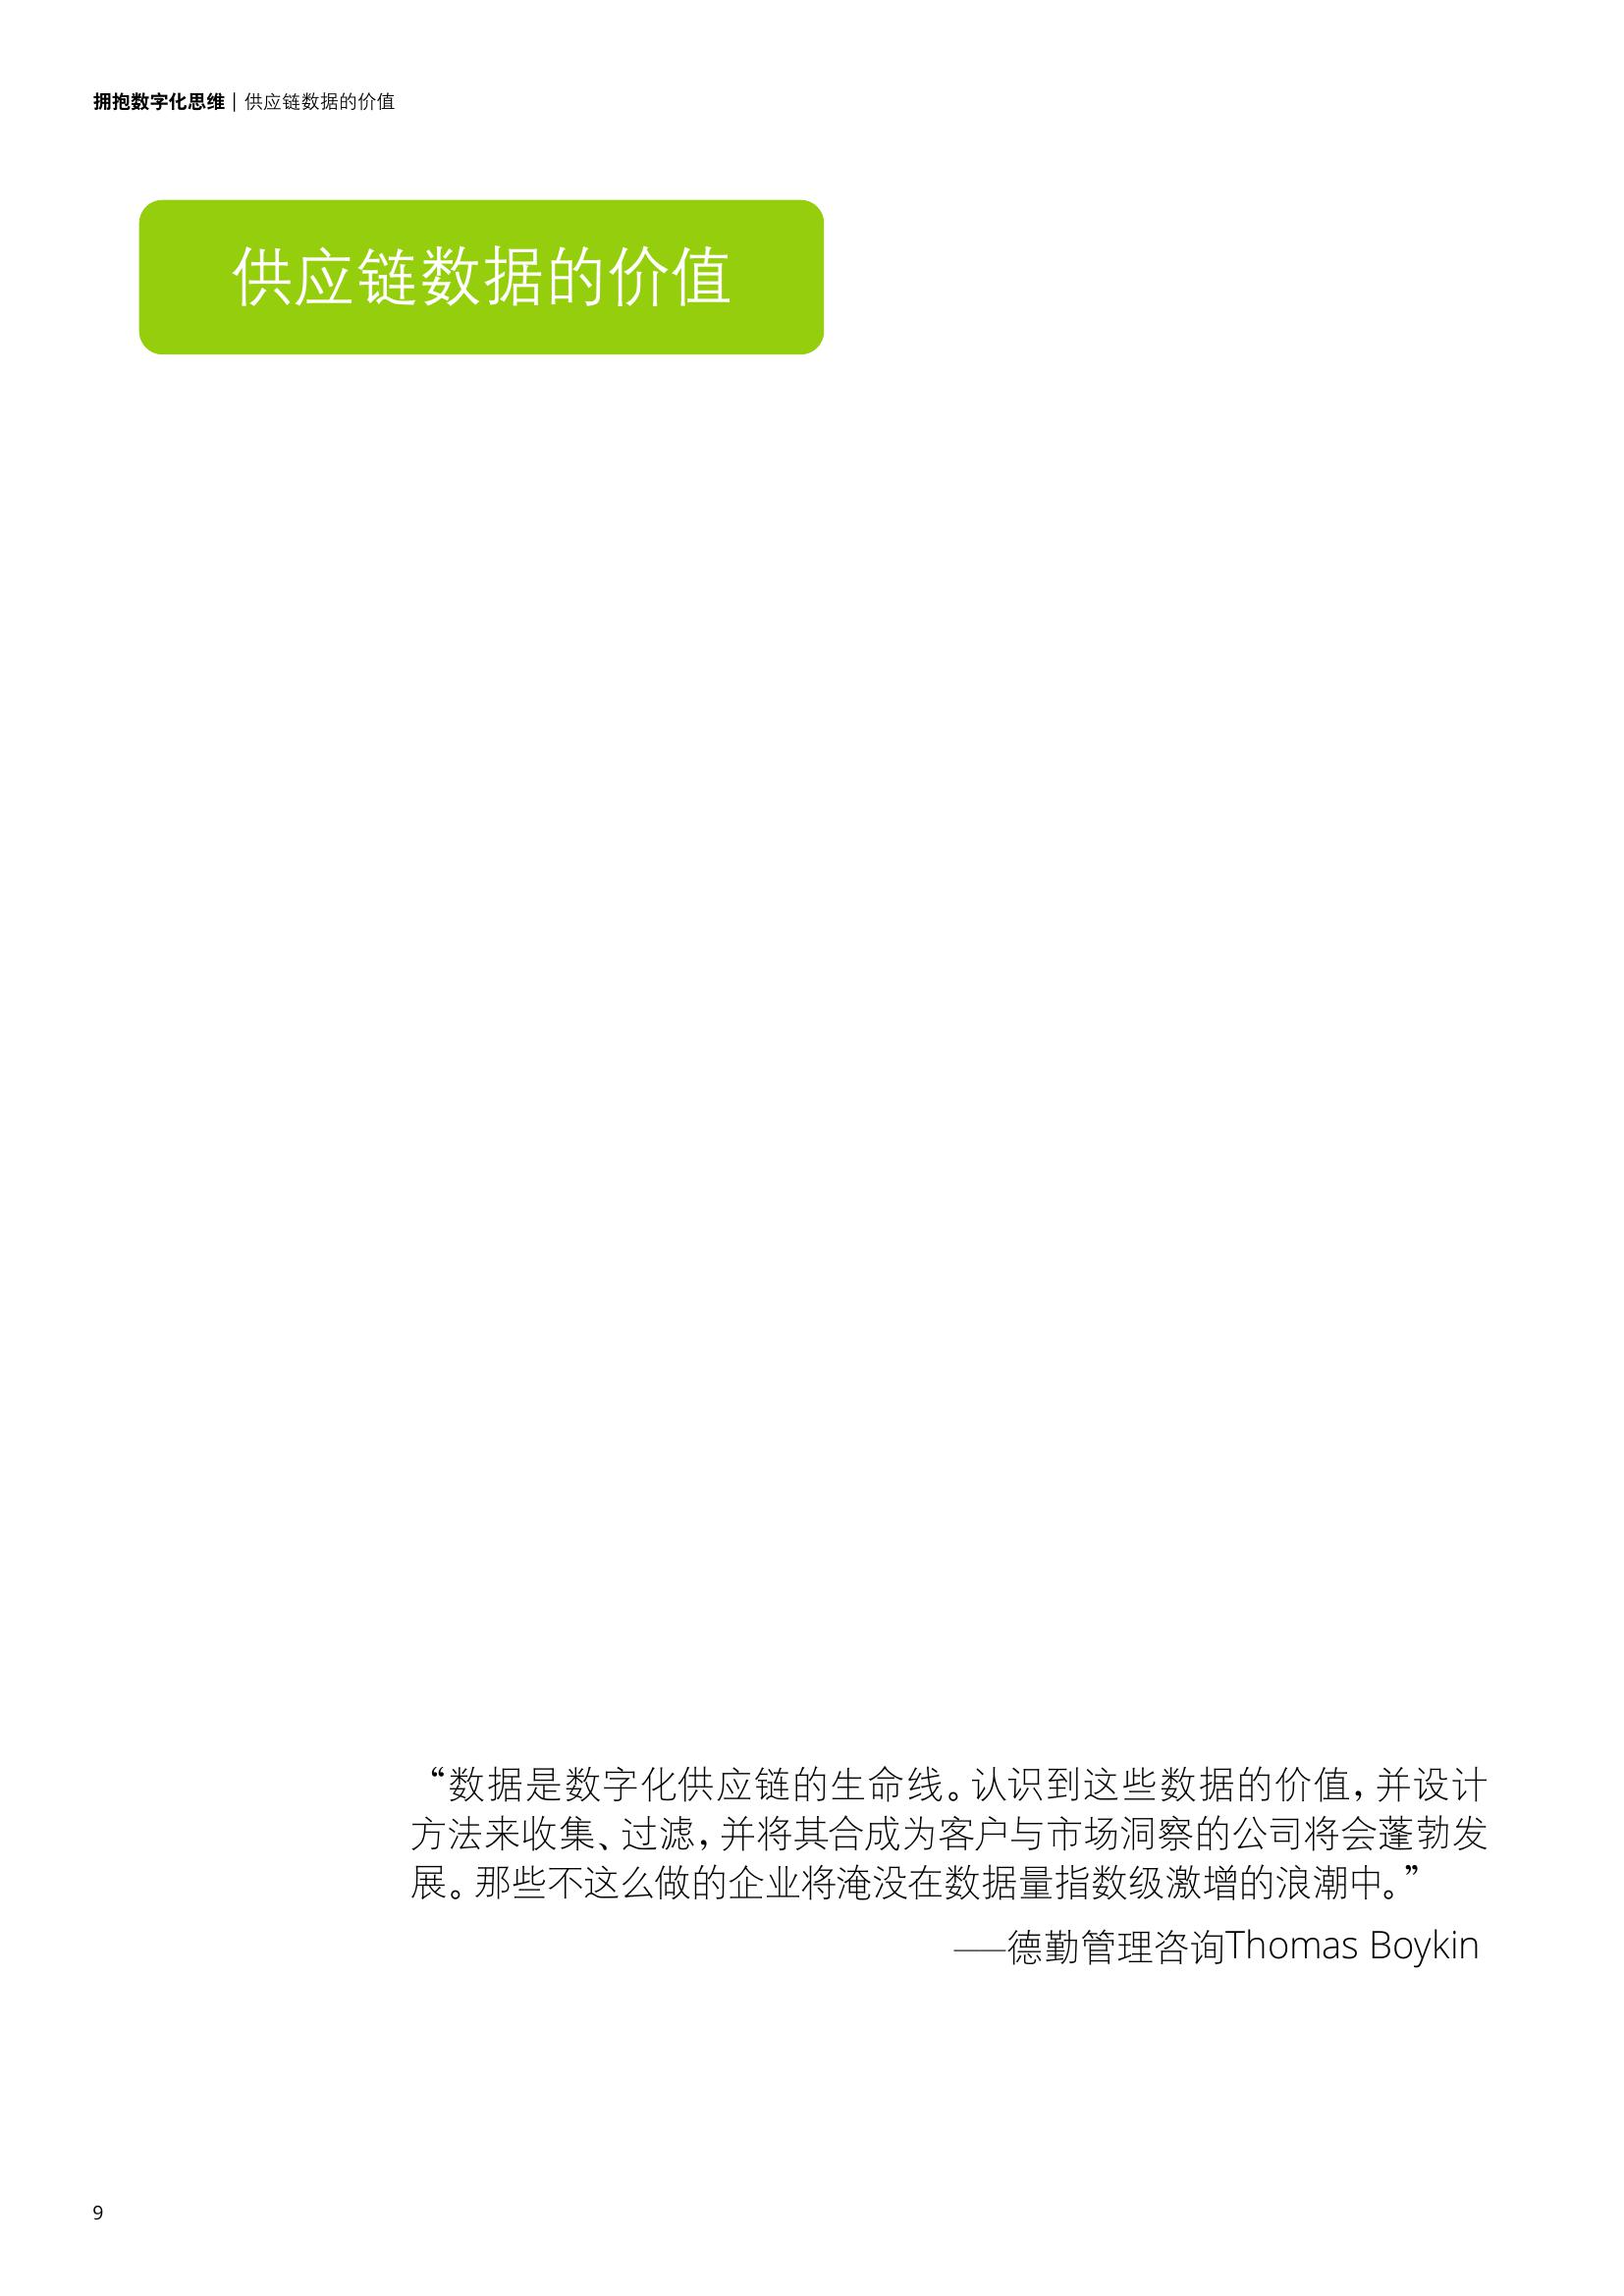 拥抱数字化思维 | 供应链数据的价值
供应链数据的价值
“数据是数字化供应链的生命线。认识到这些数据的价值，并设计
方法来收集、过滤，并将其合成为客户与市场洞察的公司将会蓬勃发
展。那些不这么做的企业将淹没在数据量指数级激增的浪潮中。”
——德勤管理咨询Thomas Boykin
9